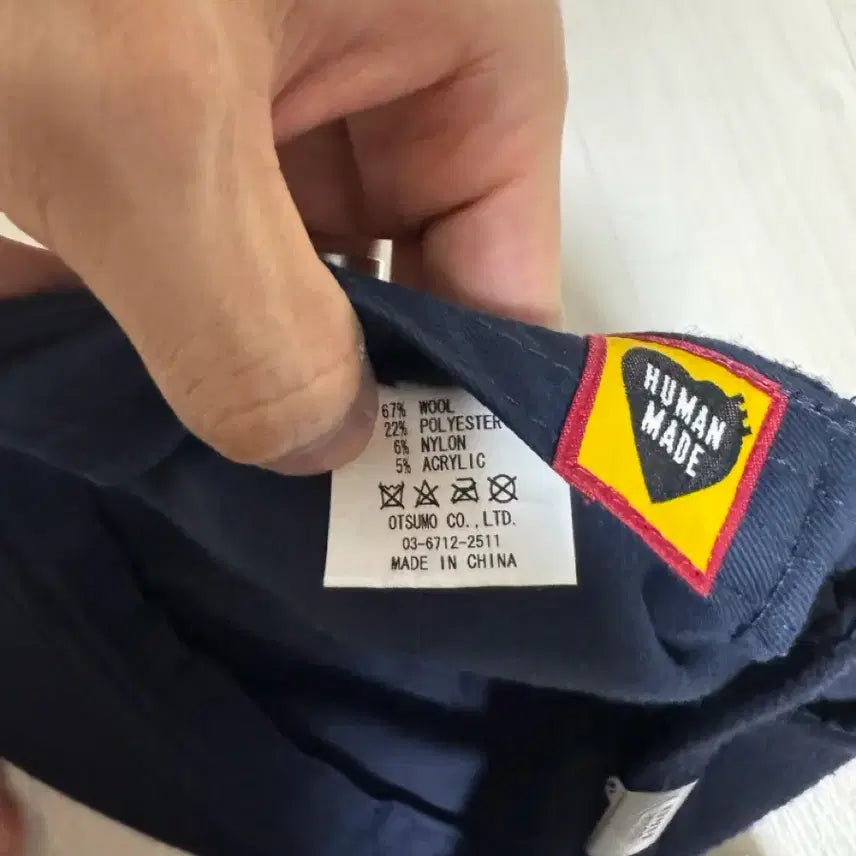 67% WOOL
22% POLYESTER
6% NYLON
5% ACRYLIC
OTSUMO CO., LTD.
03-6712-2511
MADE IN CHINA
HUMAN
MADE